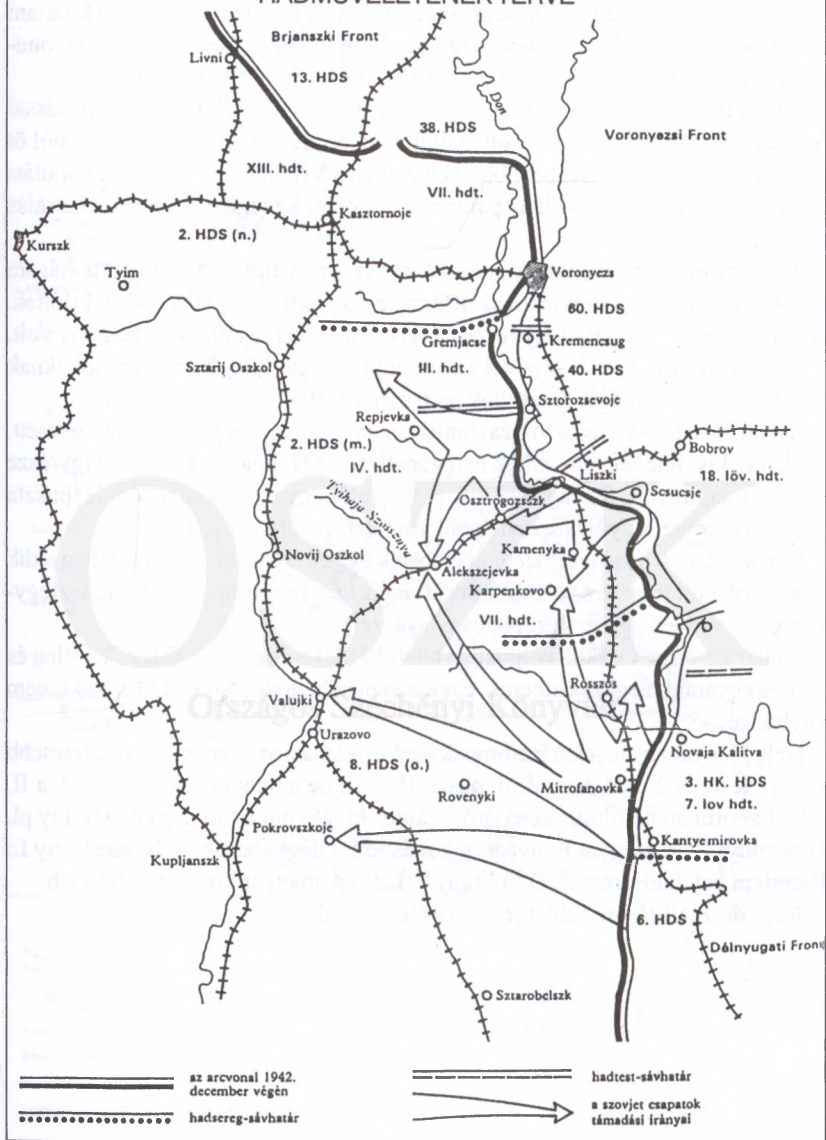 Brjanszki Front
Livni
13. HDS
Don
38. HDS
Voronyezsi Front
XIII. hdt.
VII. hdt.
Kasztornoje
2. HDS (n.)
Kurszk
Tyim
Voronyezs
60. HDS
Gremjacse
Kremencsug
Sztarij Oszkol
III. hdt.
40. HDS
Sztorozsevoje
Repjevka
2. HDS (m.)
Bobrov
IV. hdt.
Liszki
18. löv. hdt.
Osztrogozsszk
Scsucsje
Tyihaja Szoszna
Novij Oszkol
Kamenyka
Alekszejevka
Karpenkovo
VII. hdt.
Rosszos
Országos Széchényi Könyvtár
Valujki
Urazovo
Novaja Kalitva
8. HDS (o.)
Mitrofanovka
3. HK. HDS
Rovenyki
7. lov hdt.
Pokrovszkoje
Kantyemirovka
Kupljanszk
6. HDS
Délnyugati Front
Sztarobelszk
OSZK
az arcvonal 1942.
december végén
hadtest-sávhatár
hadsereg-sávhatár
a szovjet csapatok
támadási irányai